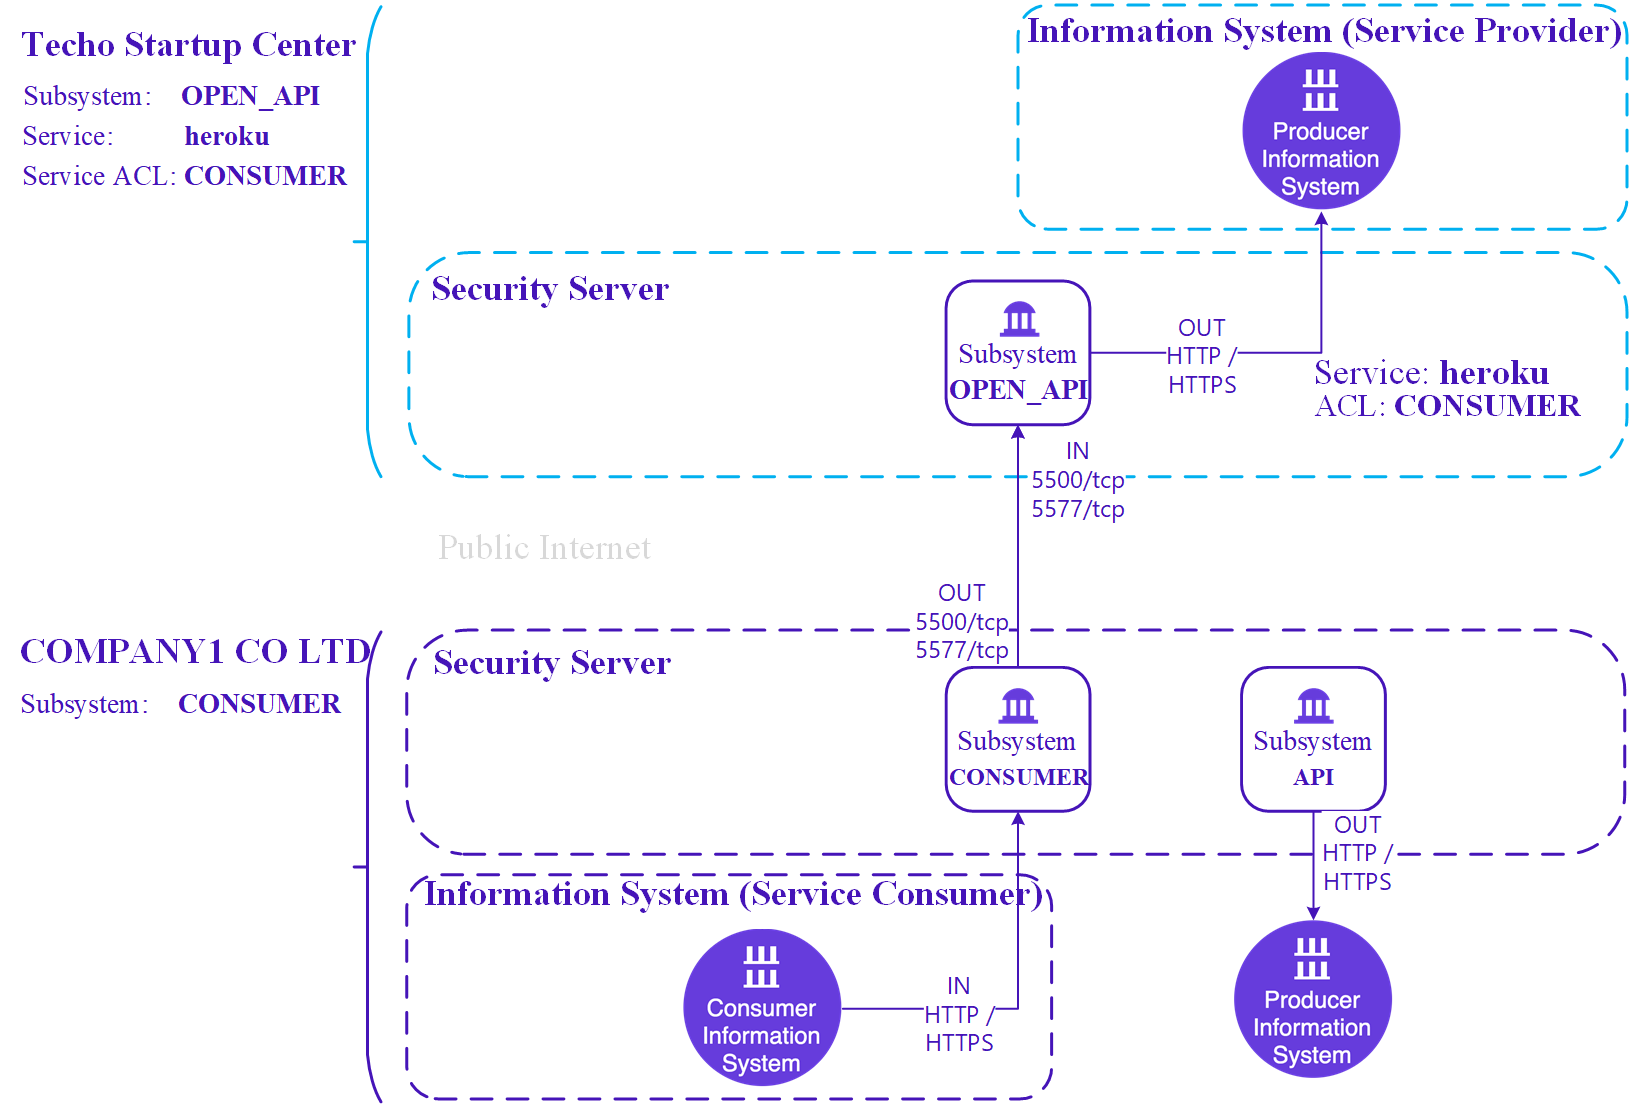 Techo Startup Center
Subsystem: OPEN_API
Service: heroku
Service ACL: CONSUMER
Information System (Service Provider)
Producer
Information
System
Security Server
Subsystem
OPEN_API
OUT
HTTP /
HTTPS
Service: heroku
ACL: CONSUMER
IN
5500/tcp
5577/tcp
Public Internet
OUT
5500/tcp
5577/tcp
COMPANY1 CO LTD
Subsystem: CONSUMER
Security Server
Subsystem
CONSUMER
Subsystem
API
OUT
HTTP /
HTTPS
Information System (Service Consumer)
Consumer
Information
System
IN
HTTP /
HTTPS
Producer
Information
System